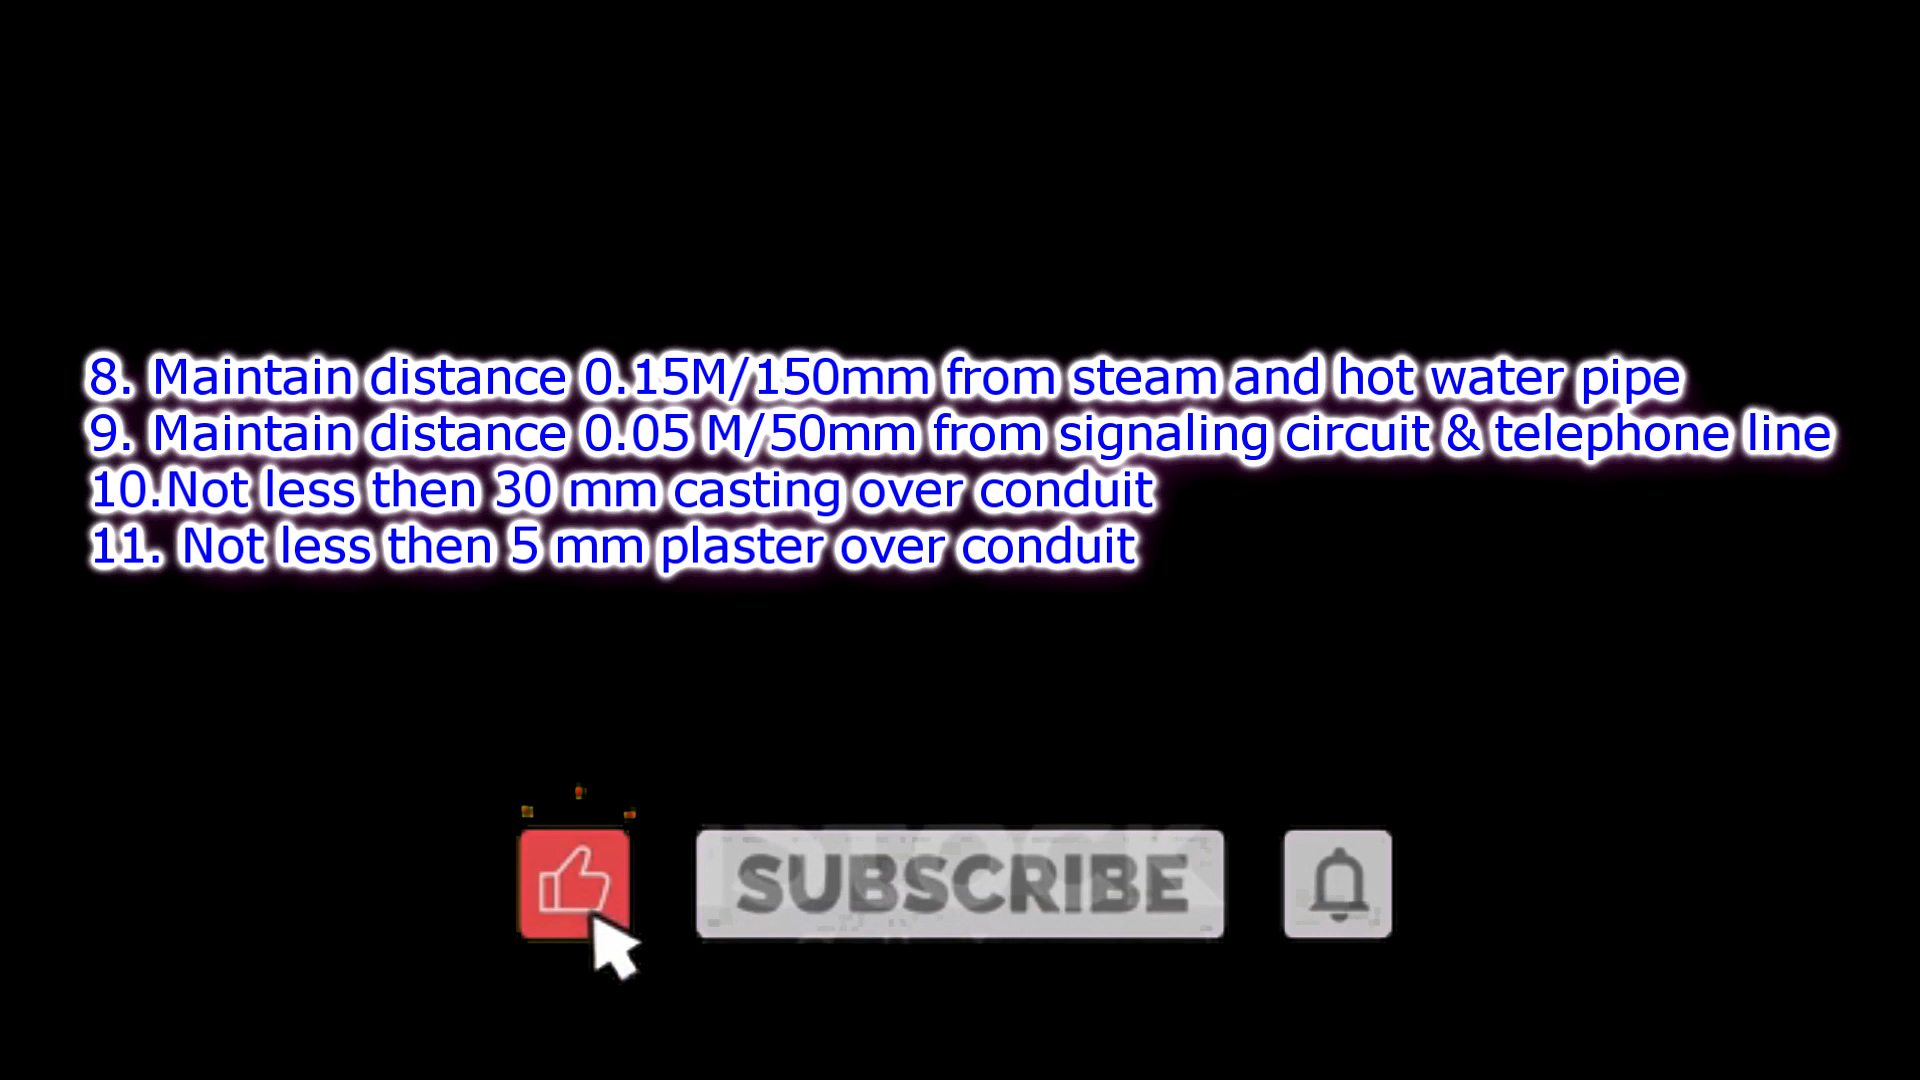 8. Maintain distance 0.15M/150mm from steam and hot water pipe
9. Maintain distance 0.05 M/50mm from signaling circuit & telephone line
10.Not less then 30 mm casting over conduit
11. Not less then 5 mm plaster over conduit
SUBSCRIBE